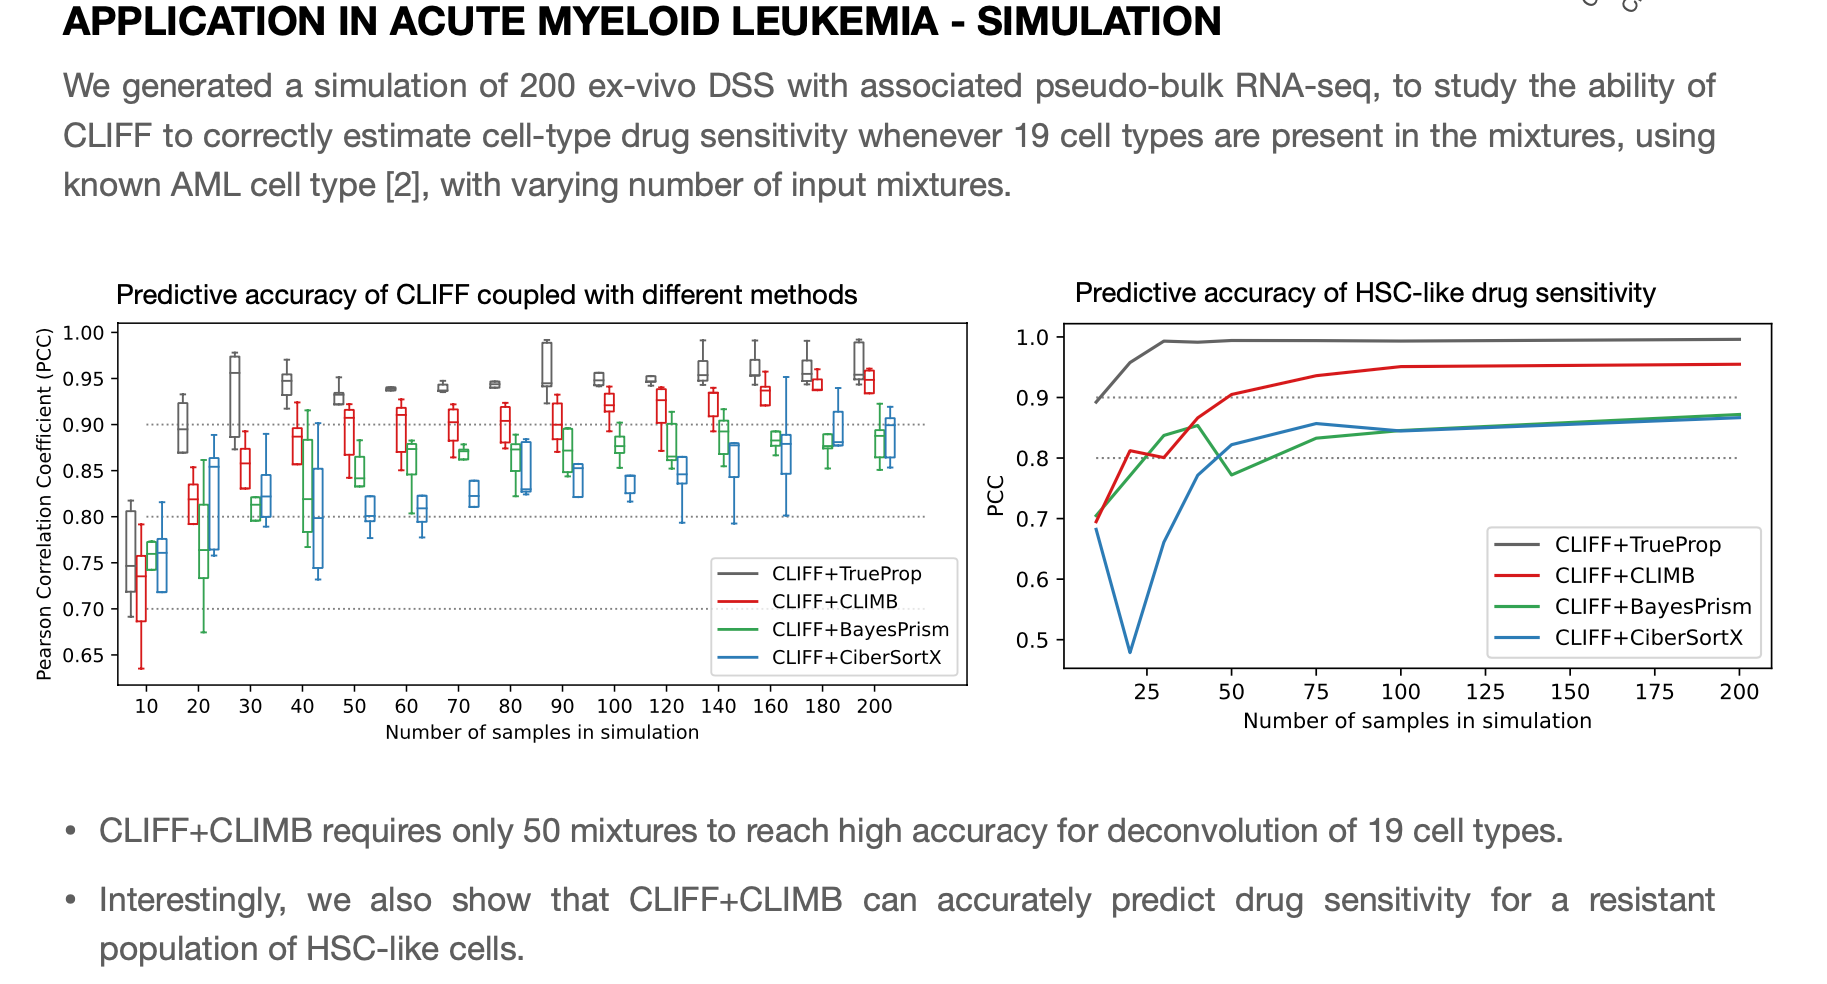 APPLICATION IN ACUTE MYELOID LEUKEMIA - SIMULATION
We generated a simulation of 200 ex-vivo DSS with associated pseudo-bulk RNA-seq, to study the ability of
CLIFF to correctly estimate cell-type drug sensitivity whenever 19 cell types are present in the mixtures, using
known AML cell type [2], with varying number of input mixtures.
Predictive accuracy of CLIFF coupled with different methods
Pearson Correlation Coefficient (PCC)
1.00
0.95
0.90
0.85
0.80
0.75
0.70
0.65
CLIFF+TrueProp
CLIFF+CLIMB
CLIFF+BayesPrism
CLIFF+CiberSortX
10 20 30 40 50 60 70 80 90 100 120 140 160 180 200
Number of samples in simulation
Predictive accuracy of HSC-like drug sensitivity
PCC
1.0
0.9
0.8
0.7
0.6
0.5
CLIFF+TrueProp
CLIFF+CLIMB
CLIFF+BayesPrism
CLIFF+CiberSortX
25 50 75 100 125 150 175 200
Number of samples in simulation
• CLIFF+CLIMB requires only 50 mixtures to reach high accuracy for deconvolution of 19 cell types.
• Interestingly, we also show that CLIFF+CLIMB can accurately predict drug sensitivity for a resistant
population of HSC-like cells.